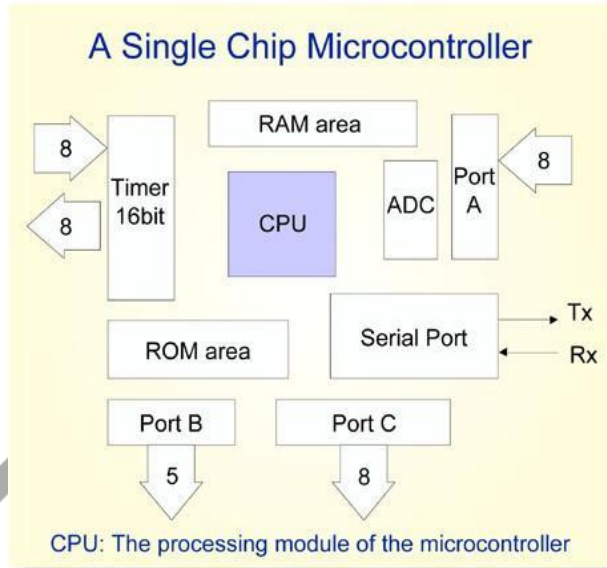 A Single Chip Microcontroller
RAM area
8
8
Timer
16bit
CPU
ADC
Port
A
8
ROM area
Serial Port
Tx
Rx
Port B
Port C
5
8
CPU: The processing module of the microcontroller